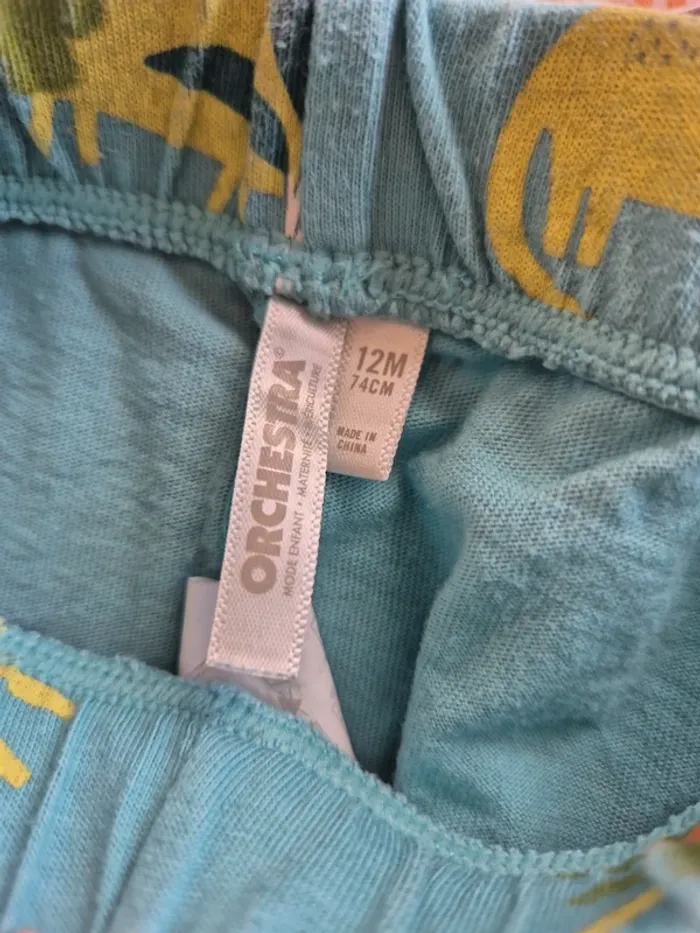 ORCHESTRA®
MODE ENFANT • MATERNITÉ • PUÉRICULTURE
12M
74CM
MADE IN
CHINA